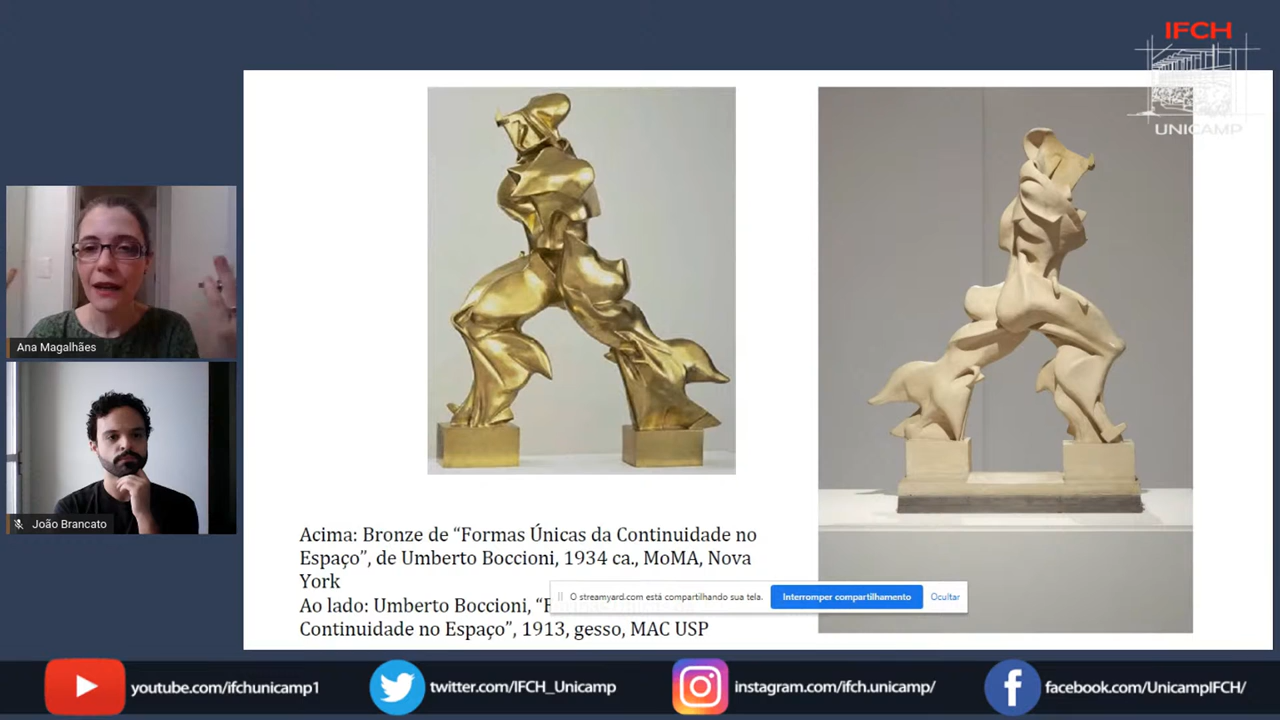 IFCH
UNICAMP
Ana Magalhães
João Brancato
Acima: Bronze de “Formas Únicas da Continuidade no
Espaço”, de Umberto Boccioni, 1934 ca., MoMA, Nova
York
Ao lado: Umberto Boccioni, “
Continuidade no Espaço”, 1913, gesso, MAC USP
O streamyard.com está compartilhando sua tela.
Interromper compartilhamento
Ocultar
youtube.com/ifchunicamp1
twitter.com/IFCH_Unicamp
instagram.com/ifch.unicamp/
facebook.com/UnicampIFCH/